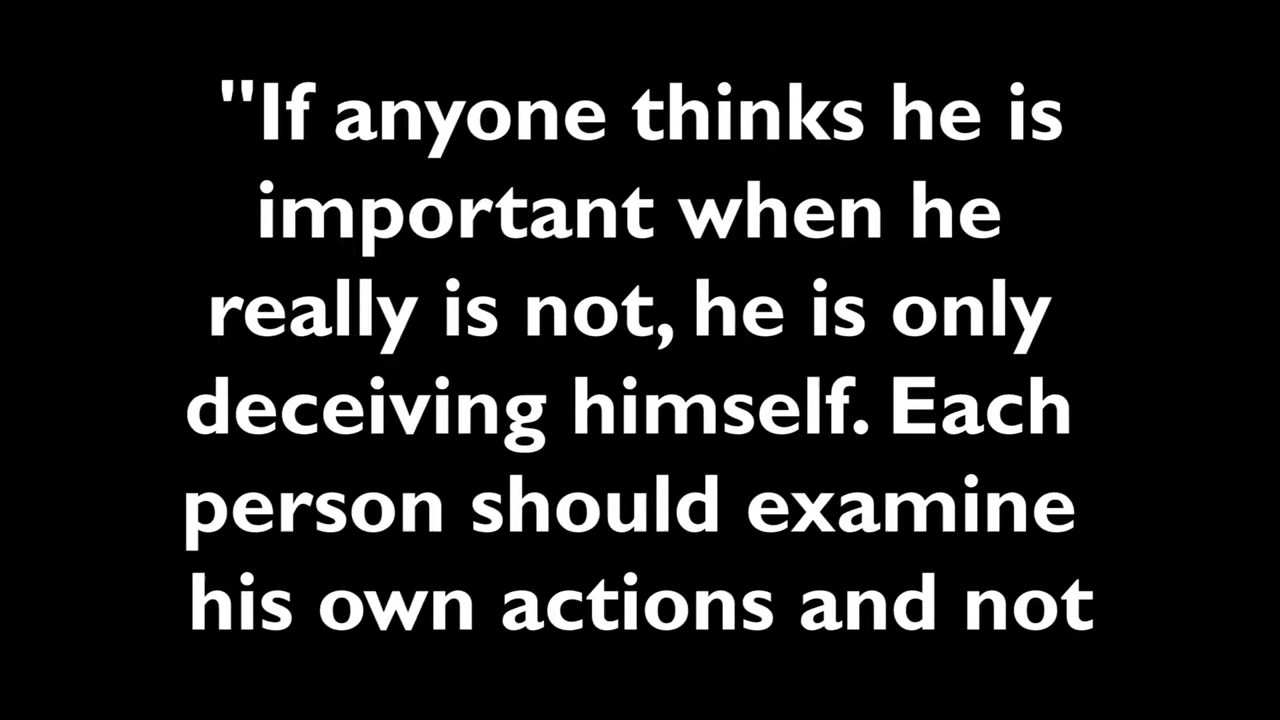 "If anyone thinks he is
important when he
really is not, he is only
deceiving himself. Each
person should examine
his own actions and not